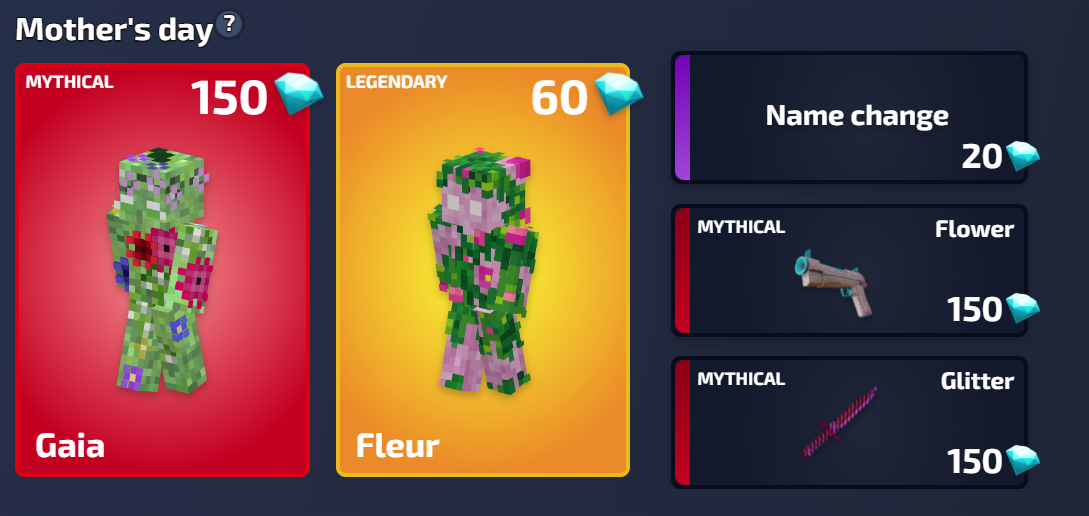 Mother's day ?
MYTHICAL
150
Gaia
LEGENDARY
60
Fleur
Name change
20
MYTHICAL
Flower
150
MYTHICAL
Glitter
150